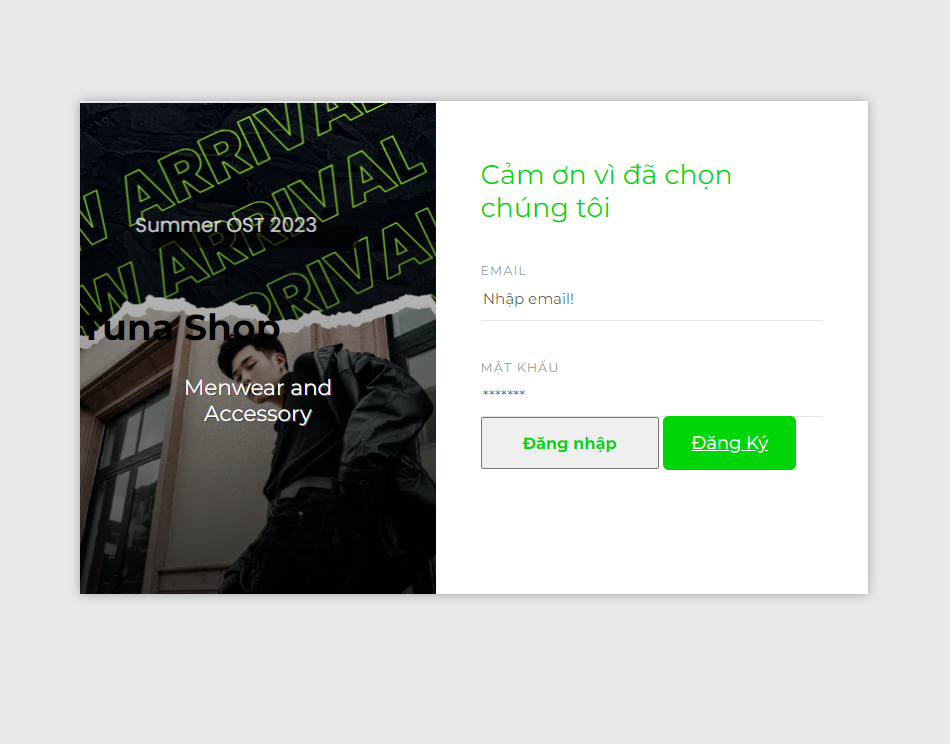 W ARRIVAL
W ARRIVAL
ARRIVAL
Summer OST 2023
Tuna Shop
Menwear and
Accessory
Cảm ơn vì đã chọn
chúng tôi
EMAIL
Nhập email!
MẬT KHẨU
*******
Đăng nhập
Đăng Ký